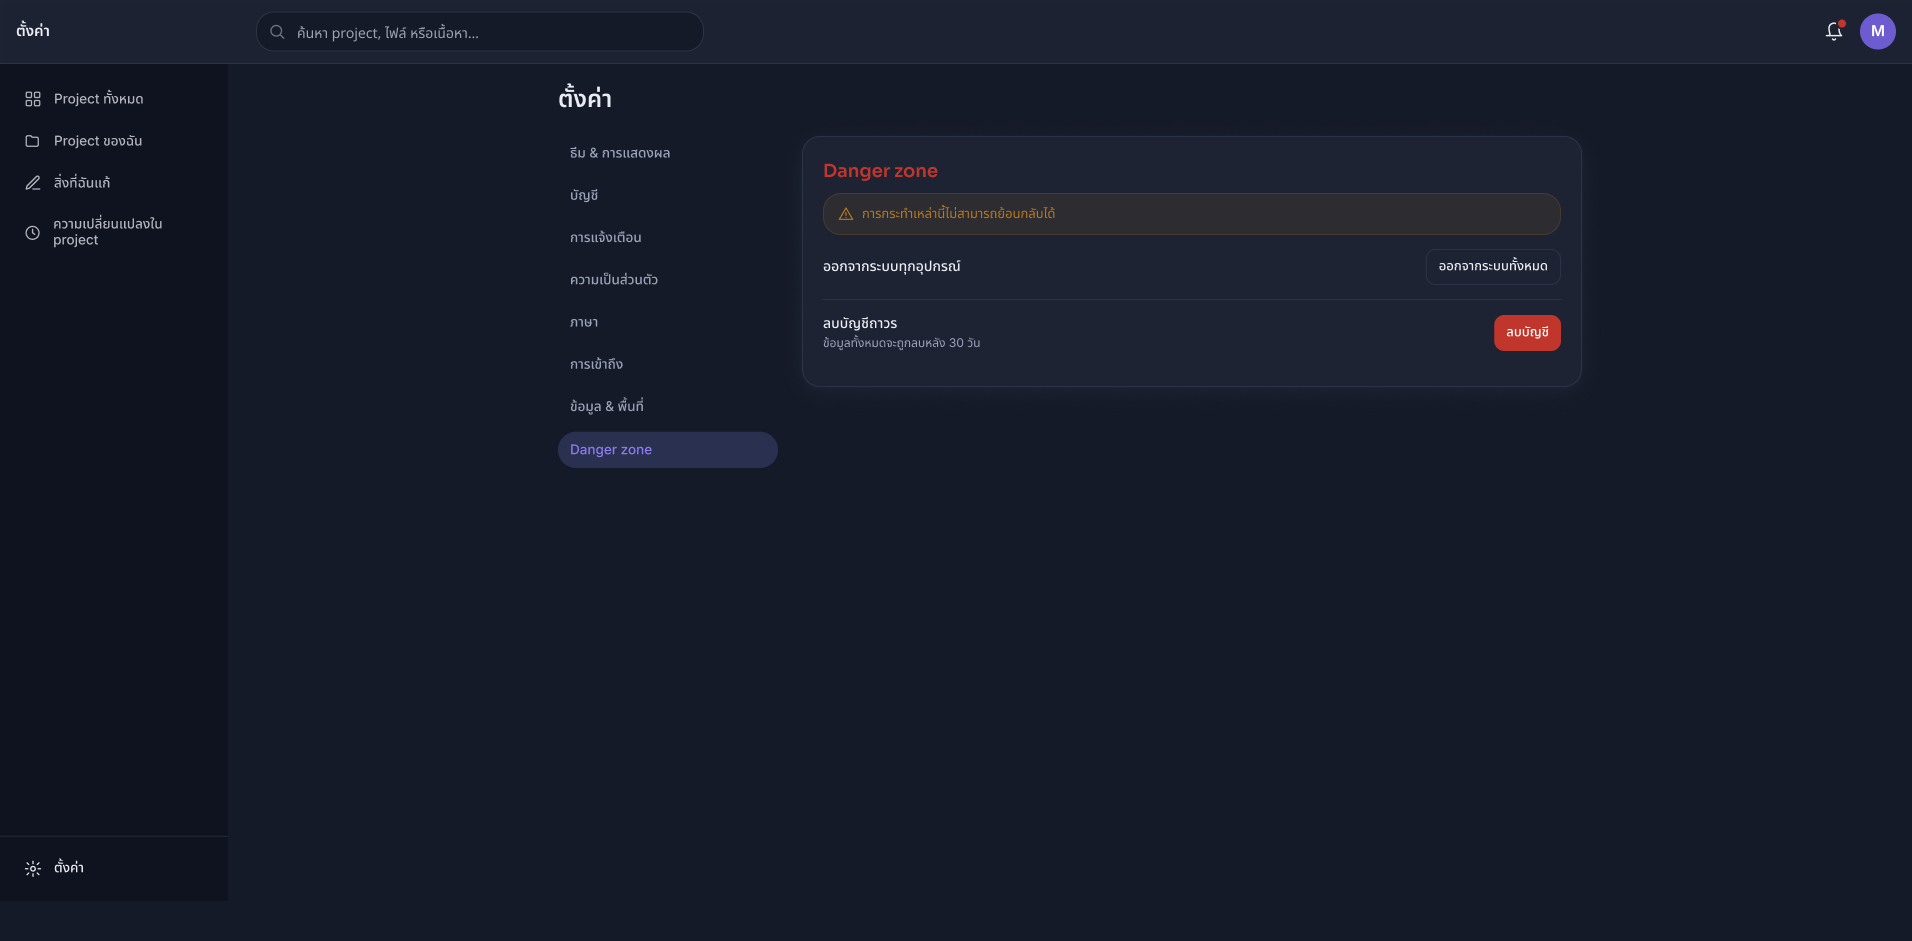 ตั้งค่า
ค้นหา project, ไฟล์ หรือเนื้อหา...
M
Project ทั้งหมด
Project ของฉัน
สิ่งที่ฉันแก้
ความเปลี่ยนแปลงใน
project
ตั้งค่า
ตั้งค่า
ธีม & การแสดงผล
บัญชี
การแจ้งเตือน
ความเป็นส่วนตัว
ภาษา
การเข้าถึง
ข้อมูล & พื้นที่
Danger zone
Danger zone
การกระทำเหล่านี้ไม่สามารถย้อนกลับได้
ออกจากระบบทุกอุปกรณ์
ออกจากระบบทั้งหมด
ลบบัญชีถาวร
ข้อมูลทั้งหมดจะถูกลบหลัง 30 วัน
ลบบัญชี